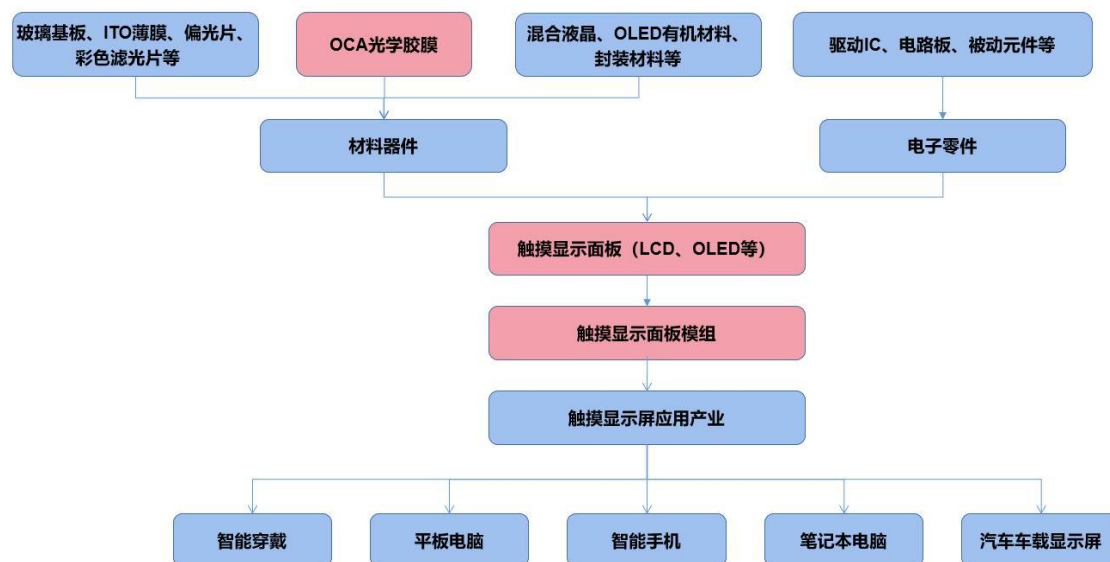 玻璃基板、ITO薄膜、偏光片、
彩色滤光片等
OCA光学胶膜
混合液晶、OLED有机材料、
封装材料等
驱动IC、电路板、被动元件等
材料器件
电子零件
触摸显示面板（LCD、OLED等）
触摸显示面板模组
触摸显示屏应用产业
智能穿戴
平板电脑
智能手机
笔记本电脑
汽车车载显示屏